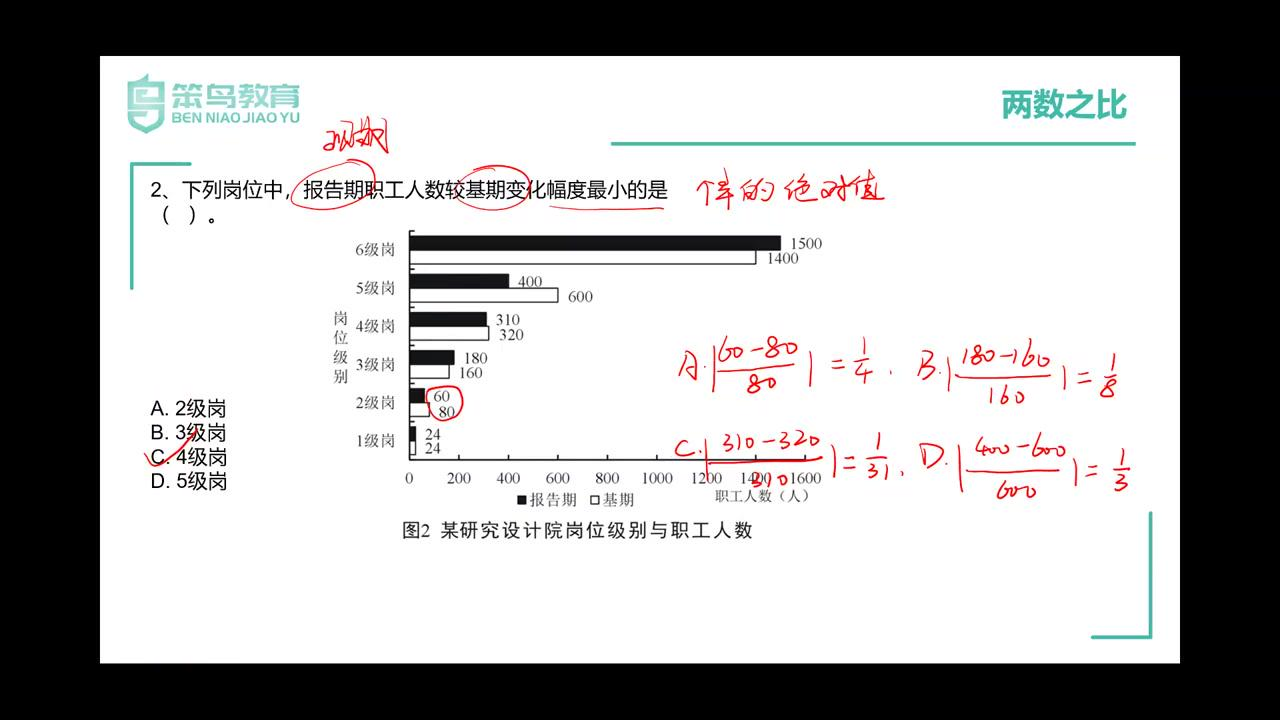 笨鸟教育
BEN NIAO JIAO YU
两数之比
现期
2、下列岗位中，报告期职工人数较基期变化幅度最小的是
（ ）。
个率的绝对值
6级岗 1500
1400
5级岗 400
600
4级岗 310
320
3级岗 180
160
2级岗 60
80
1级岗 24
24
岗位级别
0 200 400 600 800 1000 1200 1400 1600
■报告期 □基期
职工人数（人）
图2 某研究设计院岗位级别与职工人数
A. 2级岗
B. 3级岗
C. 4级岗
D. 5级岗
A. |(60-80)/80| = 1/4 . B. |(180-160)/160| = 1/8
C. |(310-320)/310| = 1/31 . D. |(400-600)/600| = 1/3